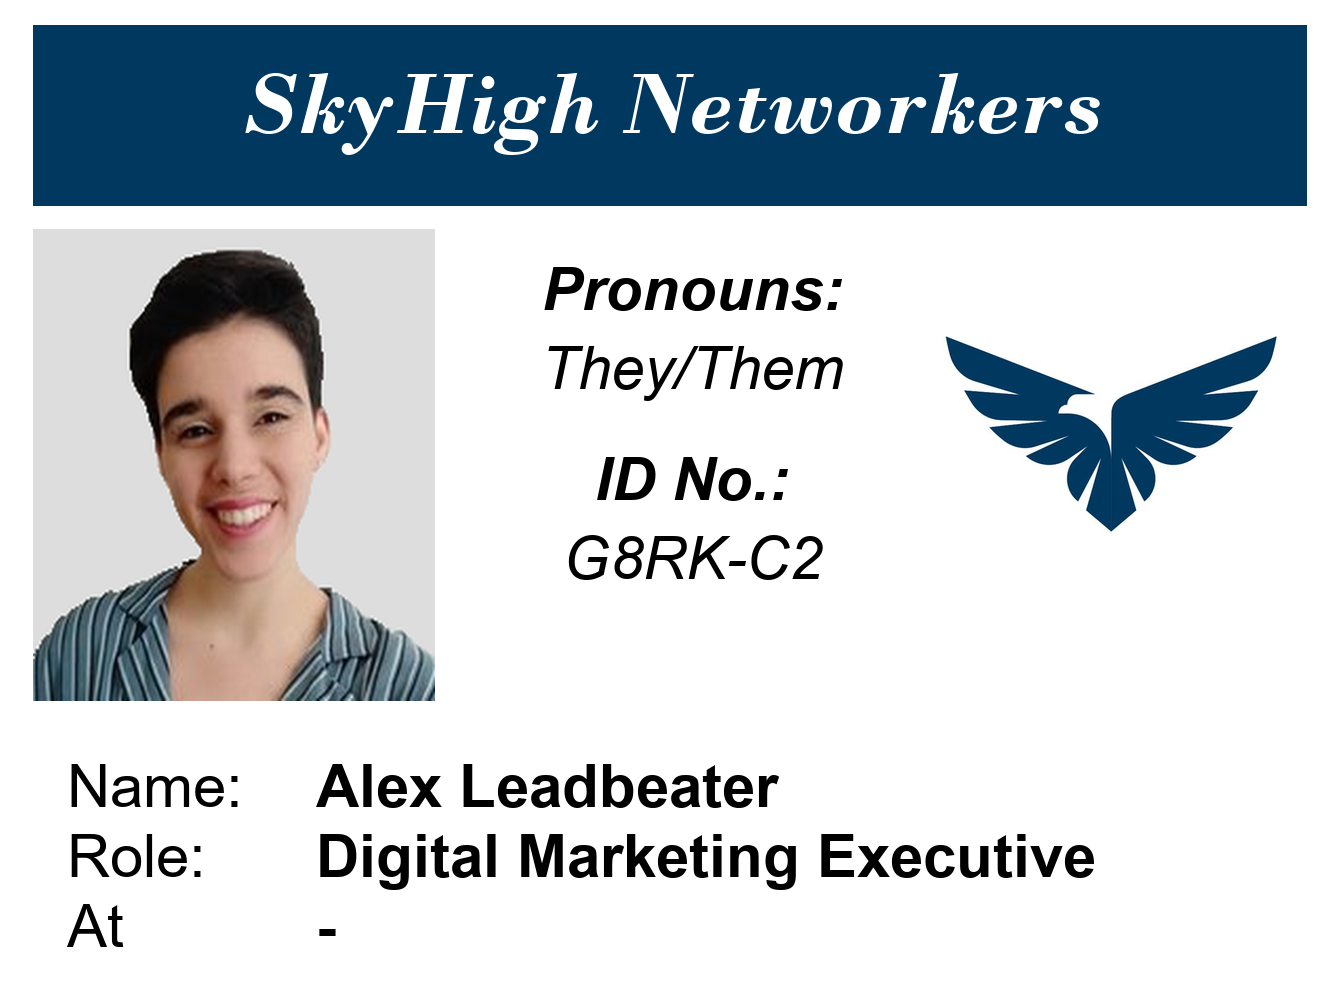 SkyHigh Networkers
Pronouns:
They/Them
ID No.:
G8RK-C2
Name: Alex Leadbeater
Role: Digital Marketing Executive
At -